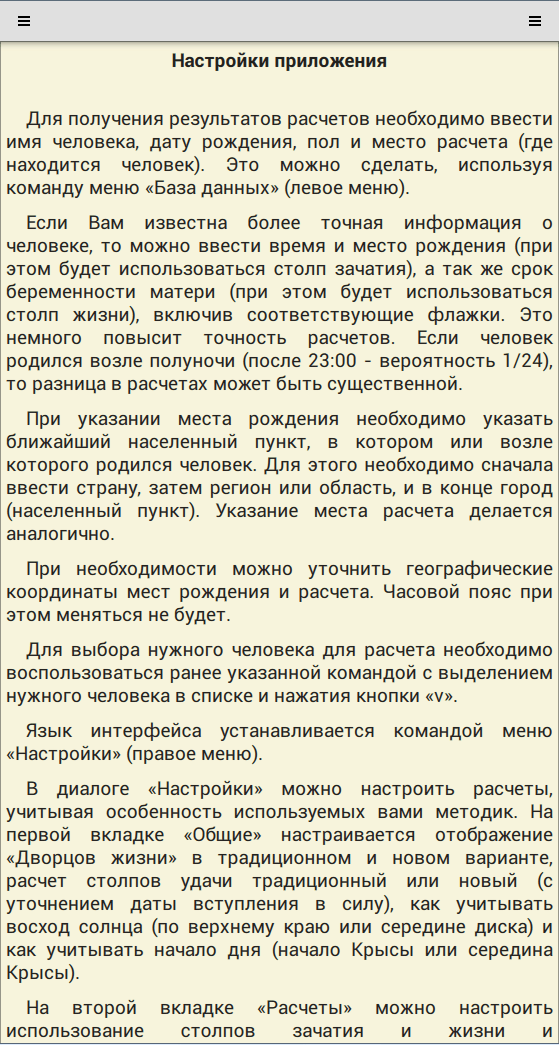 Настройки приложения
Для получения результатов расчетов необходимо ввести
имя человека, дату рождения, пол и место расчета (где
находится человек). Это можно сделать, используя
команду меню «База данных» (левое меню).
Если Вам известна более точная информация о
человеке, то можно ввести время и место рождения (при
этом будет использоваться столп зачатия), а так же срок
беременности матери (при этом будет использоваться
столп жизни), включив соответствующие флажки. Это
немного повысит точность расчетов. Если человек
родился возле полуночи (после 23:00 - вероятность 1/24),
то разница в расчетах может быть существенной.
При указании места рождения необходимо указать
ближайший населенный пункт, в котором или возле
которого родился человек. Для этого необходимо сначала
ввести страну, затем регион или область, и в конце город
(населенный пункт). Указание места расчета делается
аналогично.
При необходимости можно уточнить географические
координаты мест рождения и расчета. Часовой пояс при
этом меняться не будет.
Для выбора нужного человека для расчета необходимо
воспользоваться ранее указанной командой с выделением
нужного человека в списке и нажатия кнопки «v».
Язык интерфейса устанавливается командой меню
«Настройки» (правое меню).
В диалоге «Настройки» можно настроить расчеты,
учитывая особенность используемых вами методик. На
первой вкладке «Общие» настраивается отображение
«Дворцов жизни» в традиционном и новом варианте,
расчет столпов удачи традиционный или новый (с
уточнением даты вступления в силу), как учитывать
восход солнца (по верхнему краю или середине диска) и
как учитывать начало дня (начало Крысы или середина
Крысы).
На второй вкладке «Расчеты» можно настроить
использование столпов зачатия и жизни и